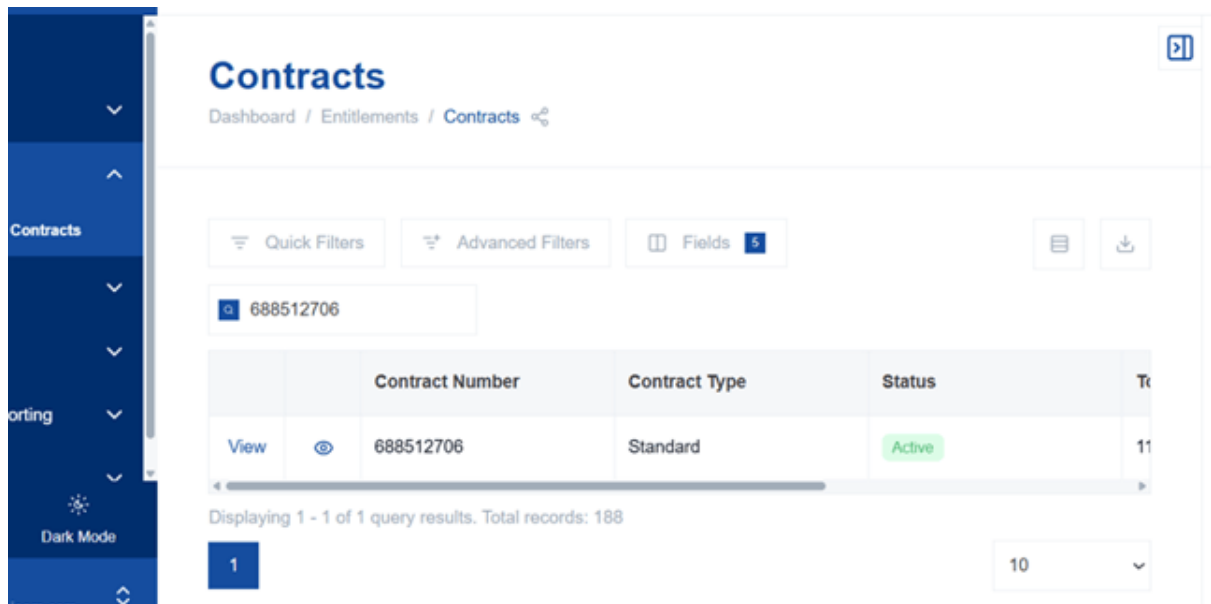 Contracts
Dashboard / Entitlements / Contracts
Contracts
Quick Filters Advanced Filters Fields 5
688512706
Contract Number Contract Type Status
View 688512706 Standard Active 11
orting
Displaying 1 - 1 of 1 query results. Total records: 188
Dark Mode
1 10